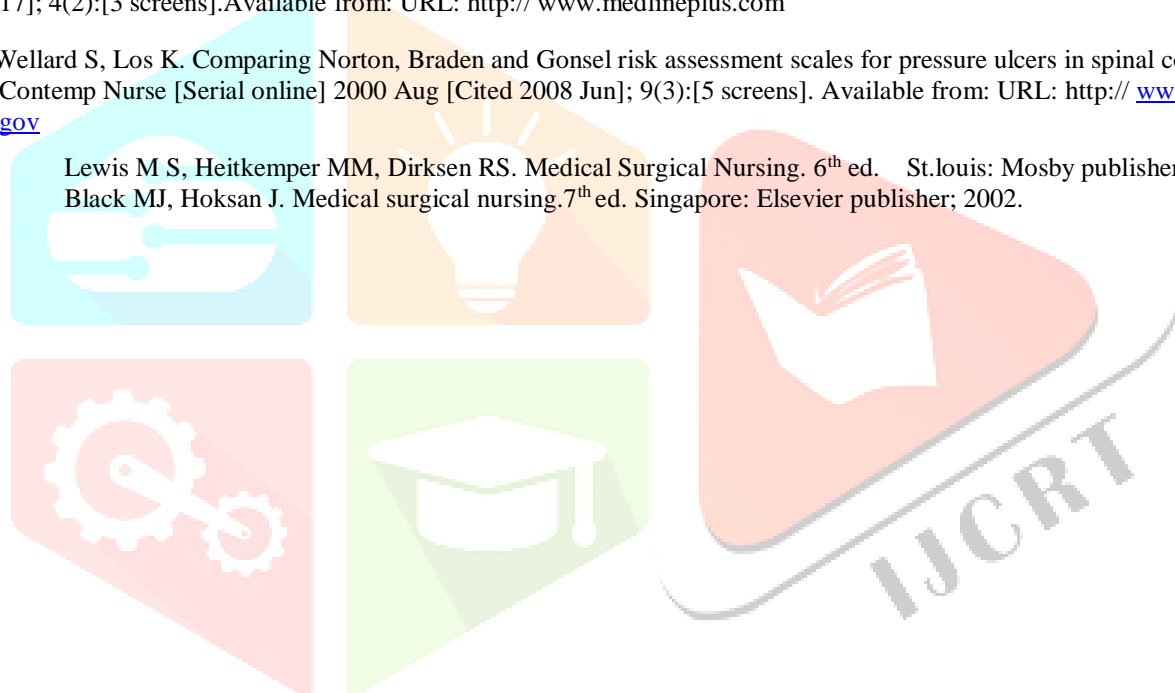 17]; 4(2):[3 screens].Available from: URL: http:// www.medlineplus.com
Wellard S, Los K. Comparing Norton, Braden and Gonsel risk assessment scales for pressure ulcers in spinal
Contemp Nurse [Serial online] 2000 Aug [Cited 2008 Jun]; 9(3):[5 screens]. Available from: URL: http://
gov
Lewis M S, Heitkemper MM, Dirksen RS. Medical Surgical Nursing. 6th ed. St.louis: Mosby publisher
Black MJ, Hoksan J. Medical surgical nursing.7th ed. Singapore: Elsevier publisher; 2002.
IJCRT